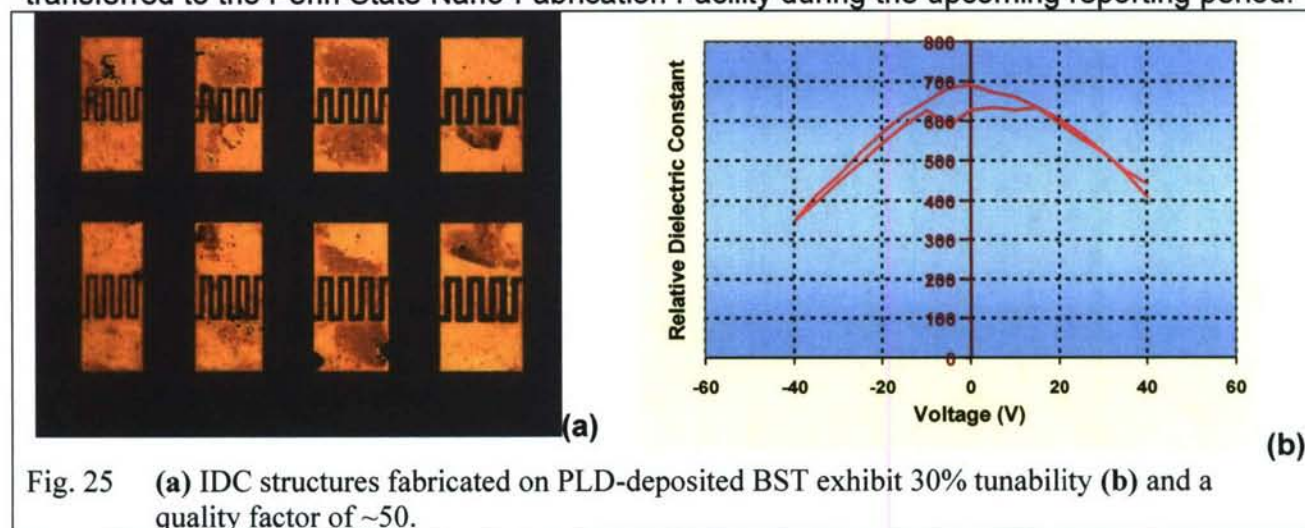 transferred to the Penn State Nano-Fabrication Facility during the upcoming reporting period.
800
700
600
500
400
300
200
100
0
Relative Dielectric Constant
-60 -40 -20 0 20 40 60
Voltage (V)
(a)
(b)
Fig. 25 (a) IDC structures fabricated on PLD-deposited BST exhibit 30% tunability (b) and a
quality factor of ~50.